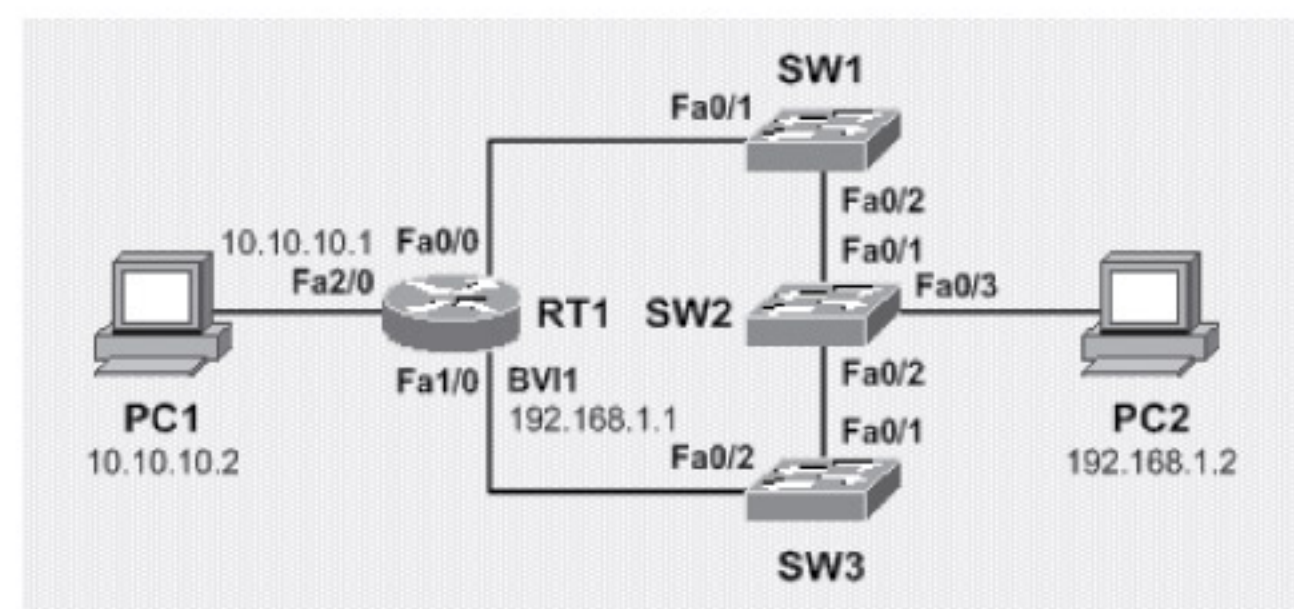 SW1
Fa0/1
Fa0/2
10.10.10.1 Fa0/0
Fa0/1
Fa2/0
Fa0/3
RT1
SW2
Fa1/0
BVI1
Fa0/2
192.168.1.1
PC1
PC2
Fa0/1
10.10.10.2
Fa0/2
192.168.1.2
SW3